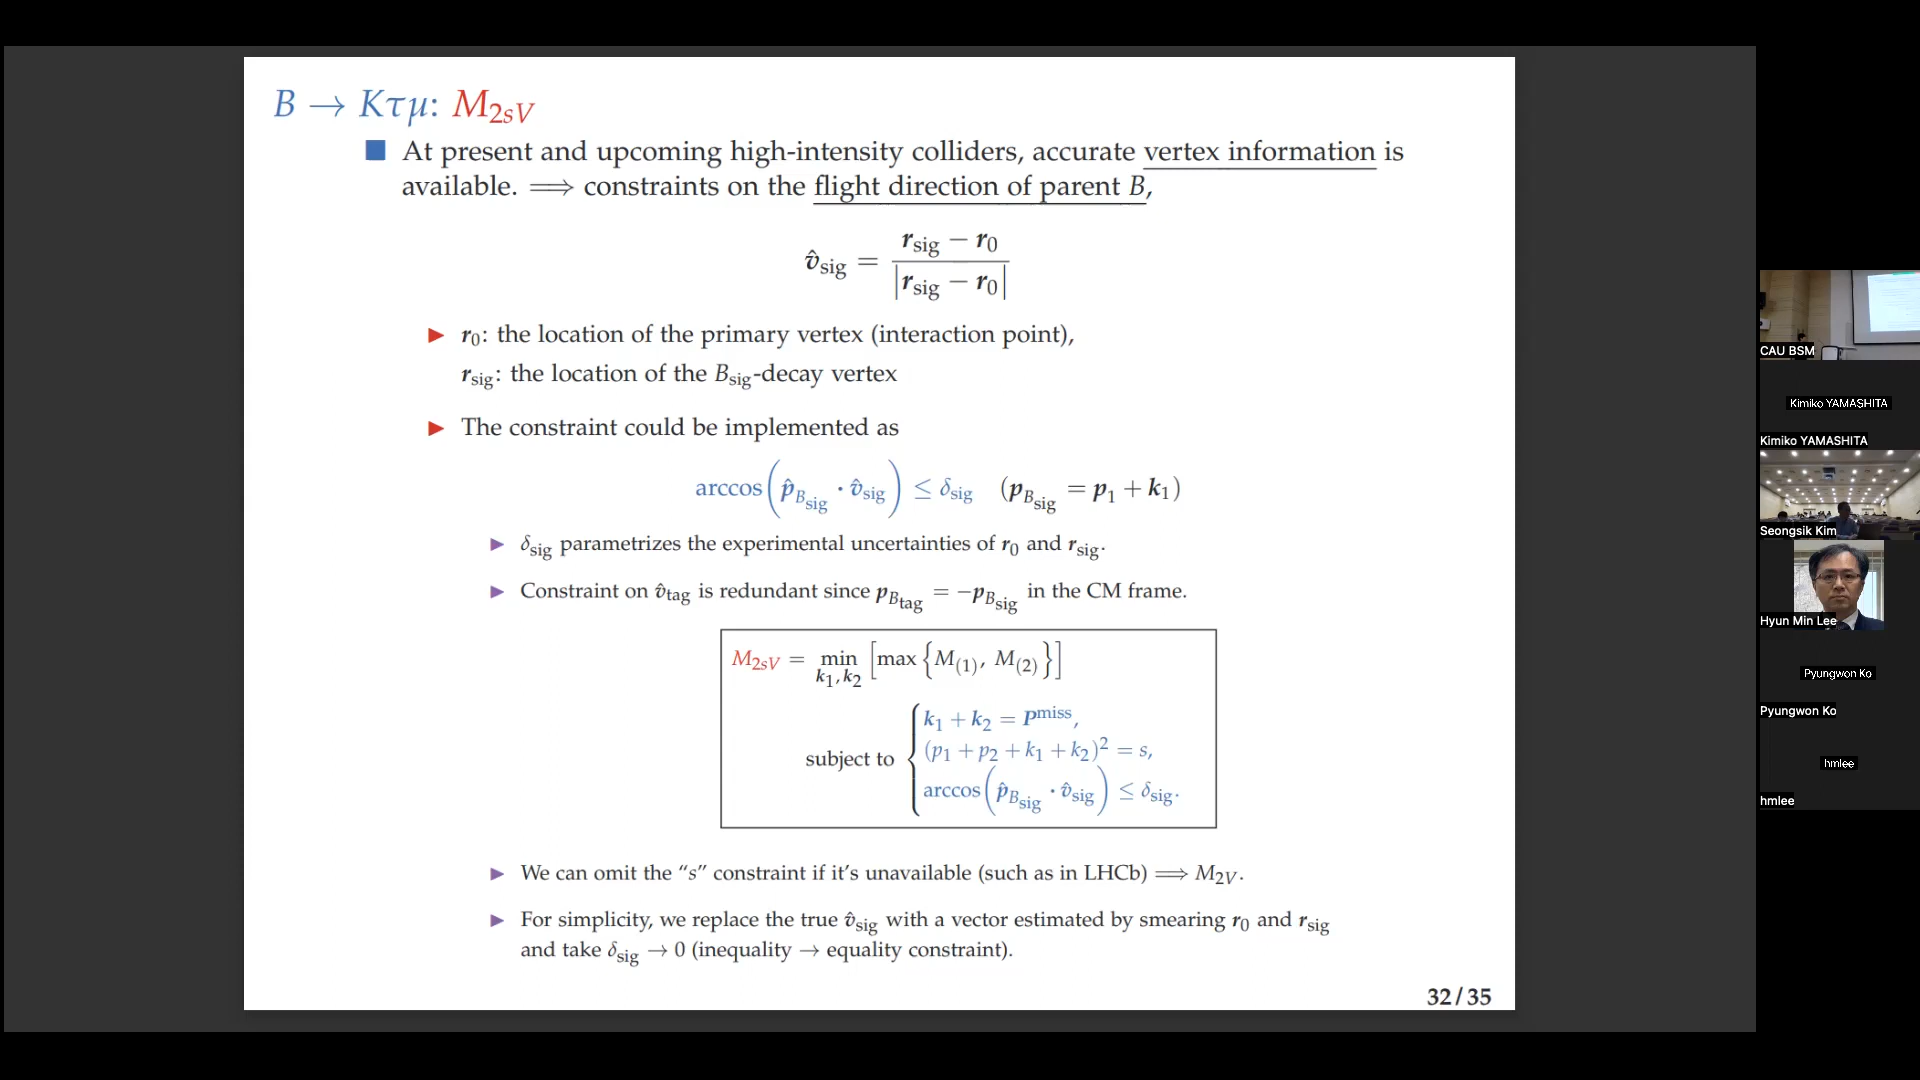 B → Kτμ: M2sV
■ At present and upcoming high-intensity colliders, accurate vertex information is
available. ⟹ constraints on the flight direction of parent B,
v̂sig = (rsig − r0) / |rsig − r0|
▶ r0: the location of the primary vertex (interaction point),
rsig: the location of the Bsig-decay vertex
▶ The constraint could be implemented as
arccos(p̂Bsig · v̂sig) ≤ δsig (pBsig = p1 + k1)
▶ δsig parametrizes the experimental uncertainties of r0 and rsig.
▶ Constraint on v̂tag is redundant since pBtag = −pBsig in the CM frame.
M2sV = min k1,k2 [max {M(1), M(2)}]
k1 + k2 = Pmiss,
subject to { (p1 + p2 + k1 + k2)² = s,
arccos(p̂Bsig · v̂sig) ≤ δsig.
▶ We can omit the “s” constraint if it’s unavailable (such as in LHCb) ⟹ M2V.
▶ For simplicity, we replace the true v̂sig with a vector estimated by smearing r0 and rsig
and take δsig → 0 (inequality → equality constraint).
32/35
CAU BSM
Kimiko YAMASHITA
Kimiko YAMASHITA
Seongsik Kim
Hyun Min Lee
Pyungwon Ko
Pyungwon Ko
hmlee
hmlee